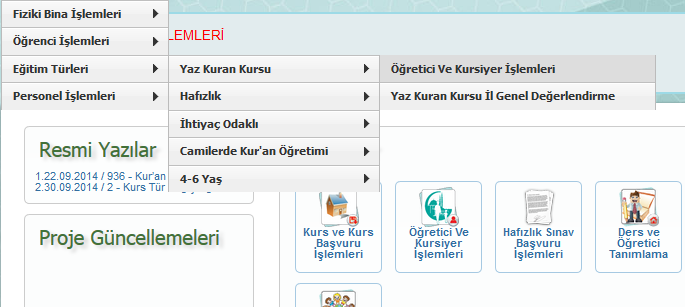 Fiziki Bina İşlemleri
Öğrenci İşlemleri
LEMLERİ
Eğitim Türleri
Yaz Kuran Kursu
Öğretici Ve Kursiyer İşlemleri
Personel İşlemleri
Hafızlık
Yaz Kuran Kursu İl Genel Değerlendirme
İhtiyaç Odaklı
Camilerde Kur'an Öğretimi
4-6 Yaş
Resmi Yazılar
1.22.09.2014 / 936 - Kur'an
2.30.09.2014 / 2 - Kurs Tür
Proje Güncellemeleri
Kurs ve Kurs
Başvuru
İşlemleri
Öğretici Ve
Kursiyer
İşlemleri
Hafızlık Sınav
Başvuru
İşlemleri
Ders ve
Öğretici
Tanımlama